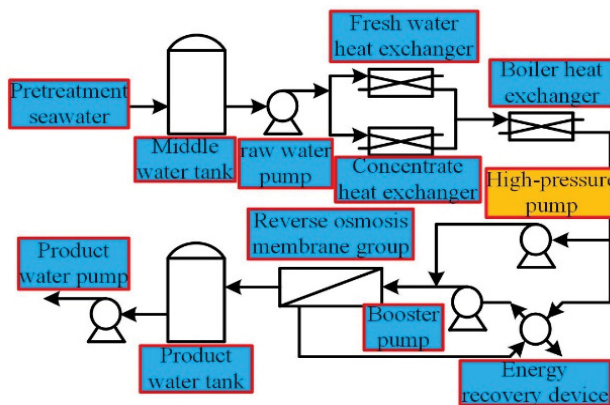 Fresh water
heat exchanger
Boiler heat
exchanger
Pretreatment
seawater
Middle
water tank
raw water
pump
Concentrate
heat exchanger
High-pressure
pump
Reverse osmosis
membrane group
Product
water pump
Booster
pump
Product
water tank
Energy
recovery device